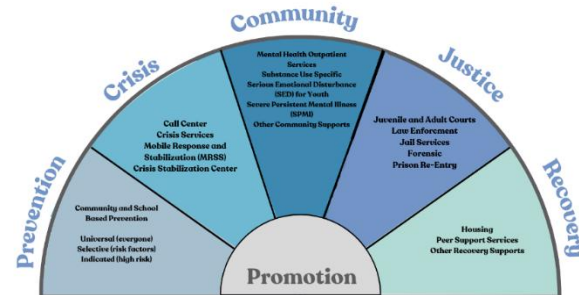 Prevention
Community and School
Based Prevention
Universal (everyone)
Selective (risk factors)
Indicated (high risk)
Crisis
Call Center
Crisis Services
Mobile Response and
Stabilization (MRSS)
Crisis Stabilization Center
Community
Mental Health Outpatient
Services
Substance Use Specific
Serious Emotional Disturbance
(SED) for Youth
Severe Persistent Mental Illness
(SPMI)
Other Community Supports
Justice
Juvenile and Adult Courts
Law Enforcement
Jail Services
Forensic
Prison Re-Entry
Recovery
Housing
Peer Support Services
Other Recovery Supports
Promotion